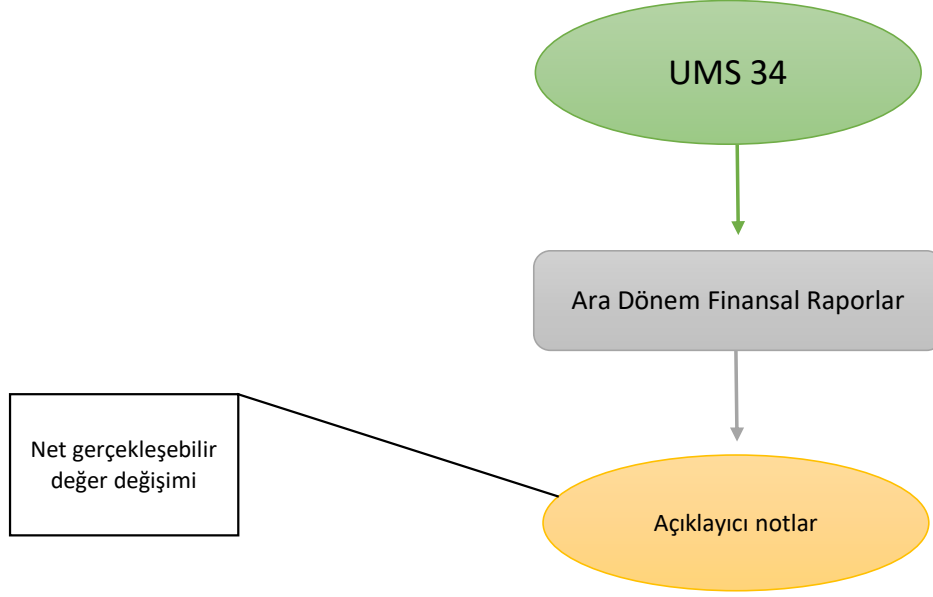 UMS 34
Ara Dönem Finansal Raporlar
Net gerçekleşebilir
değer değişimi
Açıklayıcı notlar